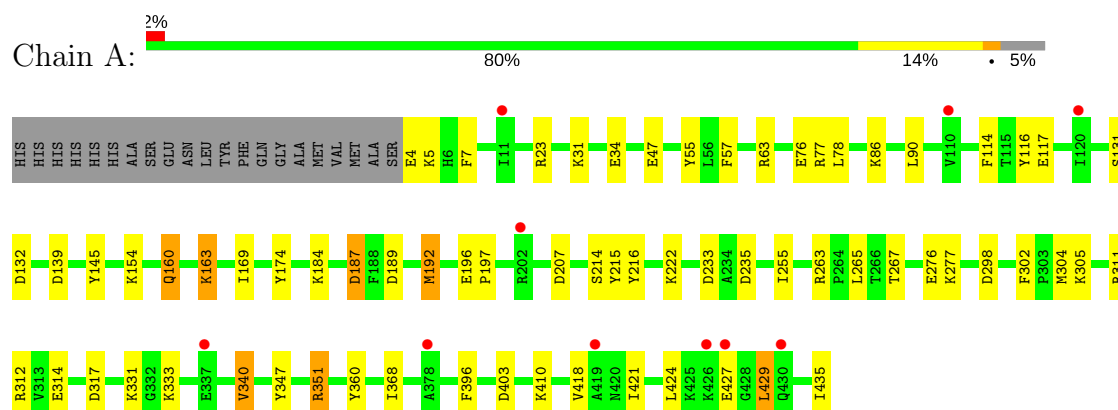 2%
Chain A:
80% 14% • 5%
HIS HIS HIS HIS HIS HIS ALA SER GLU ASN LEU TYR PHE GLN GLY ALA MET VAL MET ALA SER E4 K5 H6 F7 I11 R23 K31 E34 E47 Y55 L56 F57 R63 E76 R77 L78 K86 L90 V110 F114 T115 Y116 E117 I120 S131
D132 D139 Y145 K154 Q160 K163 I169 Y174 K184 D187 F188 D189 M192 E196 P197 R202 D207 S214 Y215 Y216 K222 D233 A234 D235 I255 R263 P264 L265 T266 T267 E276 K277 D298 F302 P303 M304 K305
R312 V313 E314 D317 K331 G332 K333 E337 V340 Y347 R351 Y360 I368 A378 F396 D403 K410 V418 A419 N420 I421 L424 K425 K426 E427 G428 L429 Q430 I435